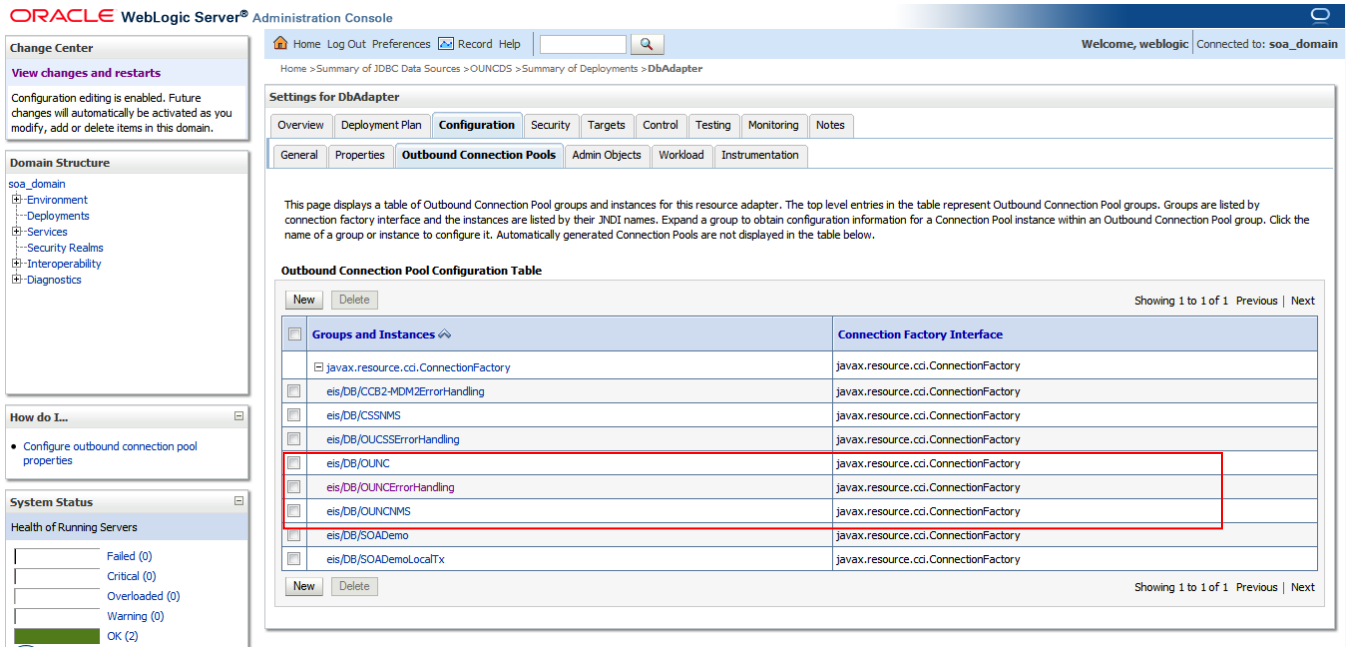 ORACLE WebLogic Server® Administration Console
Change Center
View changes and restarts
Configuration editing is enabled. Future
changes will automatically be activated as you
modify, add or delete items in this domain.
Domain Structure
soa_domain
Environment
Deployments
Services
Security Realms
Interoperability
Diagnostics
How do I...
Configure outbound connection pool
properties
System Status
Health of Running Servers
Failed (0)
Critical (0)
Overloaded (0)
Warning (0)
OK (2)
Home Log Out Preferences Record Help
Welcome, weblogic Connected to: soa_domain
Home >Summary of JDBC Data Sources >OUNCDS >Summary of Deployments >DbAdapter
Settings for DbAdapter
Overview Deployment Plan Configuration Security Targets Control Testing Monitoring Notes
General Properties Outbound Connection Pools Admin Objects Workload Instrumentation
This page displays a table of Outbound Connection Pool groups and instances for this resource adapter. The top level entries in the table represent Outbound Connection Pool groups. Groups are listed by
connection factory interface and the instances are listed by their JNDI names. Expand a group to obtain configuration information for a Connection Pool instance within an Outbound Connection Pool group. Click the
name of a group or instance to configure it. Automatically generated Connection Pools are not displayed in the table below.
Outbound Connection Pool Configuration Table
New Delete Showing 1 to 1 of 1 Previous | Next
Groups and Instances Connection Factory Interface
javax.resource.cci.ConnectionFactory javax.resource.cci.ConnectionFactory
eis/DB/CCB2-MDM2ErrorHandling javax.resource.cci.ConnectionFactory
eis/DB/CSSNMS javax.resource.cci.ConnectionFactory
eis/DB/OUCSSErrorHandling javax.resource.cci.ConnectionFactory
eis/DB/OUNC javax.resource.cci.ConnectionFactory
eis/DB/OUNCErrorHandling javax.resource.cci.ConnectionFactory
eis/DB/OUNCNMS javax.resource.cci.ConnectionFactory
eis/DB/SOADemo javax.resource.cci.ConnectionFactory
eis/DB/SOADemoLocalTx javax.resource.cci.ConnectionFactory
New Delete Showing 1 to 1 of 1 Previous | Next